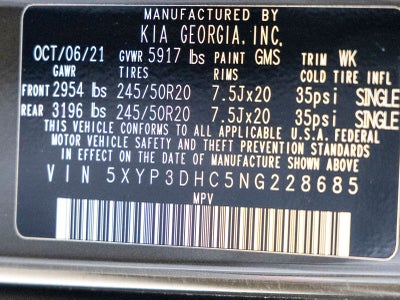 MANUFACTURED BY
KIA GEORGIA, INC.
OCT/06/21 GVWR 5917 lbs PAINT GMS TRIM WK
GAWR TIRES RIMS COLD TIRE INFL
FRONT 2954 lbs 245/50R20 7.5Jx20 35psi SINGLE
REAR 3196 lbs 245/50R20 7.5Jx20 35psi SINGLE
THIS VEHICLE CONFORMS TO ALL APPLICABLE U.S.A. FEDERAL
MOTOR VEHICLE SAFETY AND THEFT PREVENTION STANDARDS
IN EFFECT ON THE DATE OF MANUFACTURE SHOWN ABOVE.
VIN 5XYP3DHC5NG228685
MPV